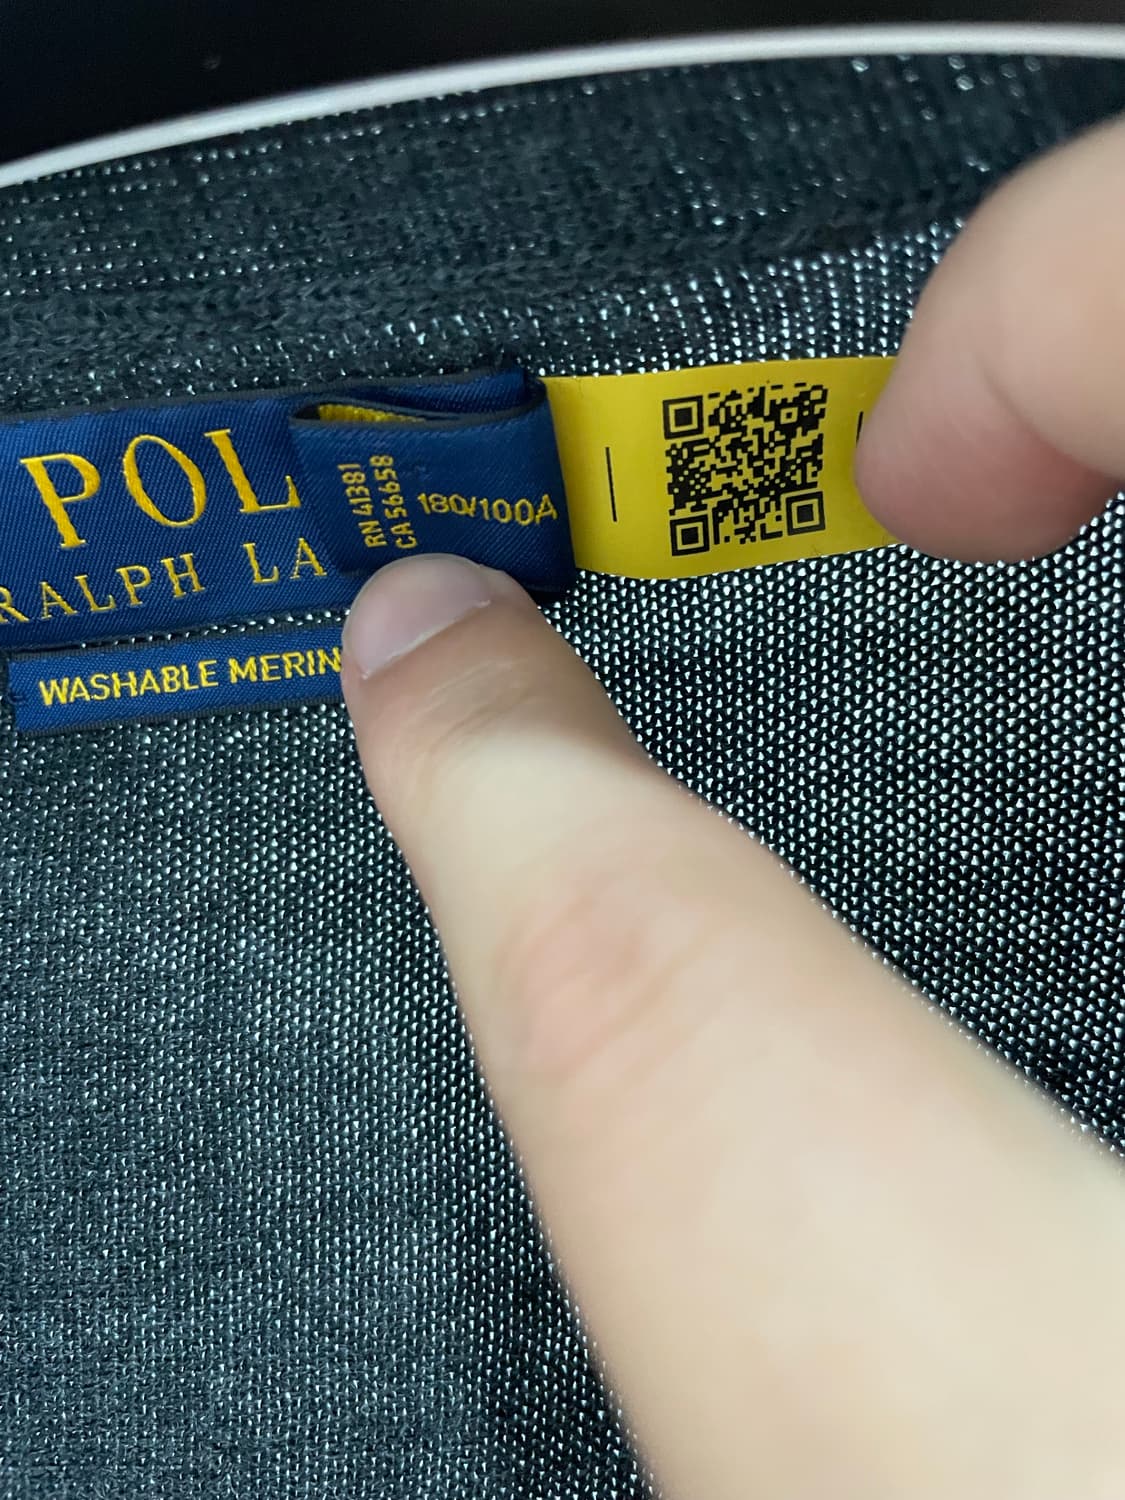 POL
RALPH LA
RN 41381
CA 56658
180/100A
WASHABLE MERIN